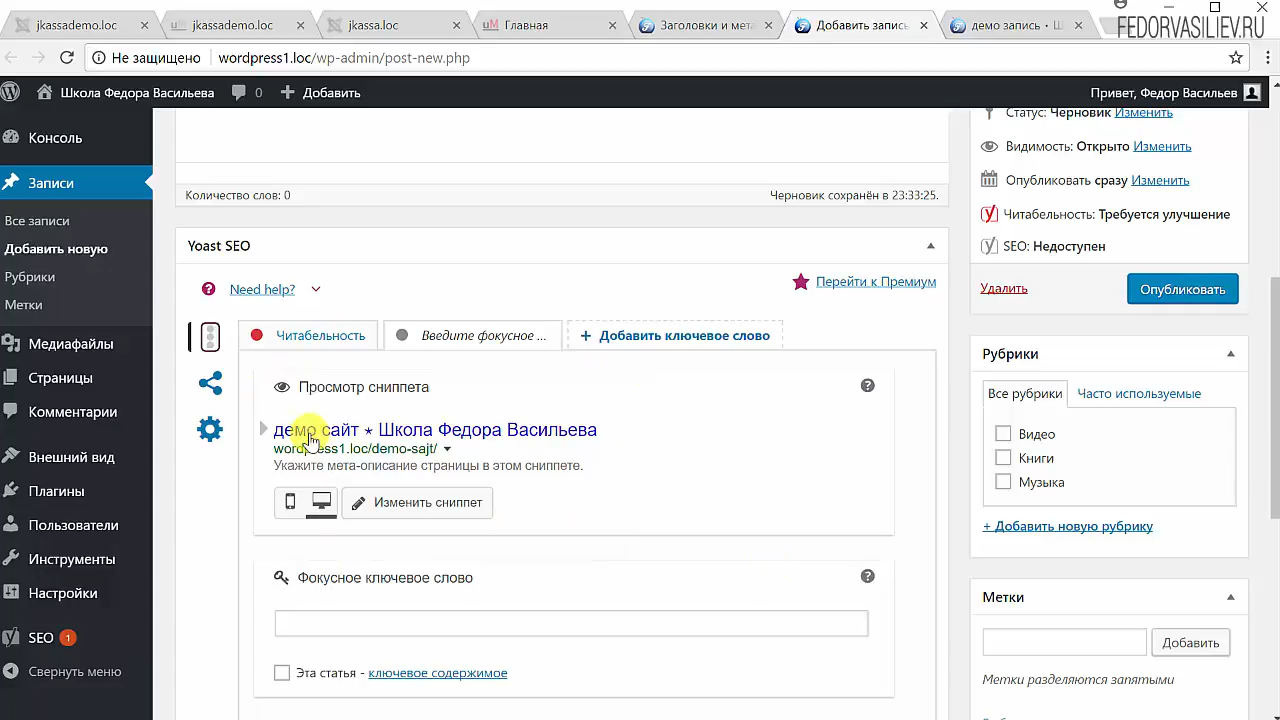 jkassademo.loc
jkassademo.loc
jkassa.loc
Главная
Заголовки и мета
Добавить запись
демо запись • Ш
FEDORVASILIEV.RU
Не защищено
wordpress1.loc/wp-admin/post-new.php
Школа Федора Васильева
0
Добавить
Привет, Федор Васильев
Консоль
Записи
Все записи
Добавить новую
Рубрики
Метки
Медиафайлы
Страницы
Комментарии
Внешний вид
Плагины
Пользователи
Инструменты
Настройки
SEO 1
Свернуть меню
Количество слов: 0
Черновик сохранён в 23:33:25.
Yoast SEO
Need help?
Перейти к Премиум
Читабельность
Введите фокусное ...
+ Добавить ключевое слово
Просмотр сниппета
демо сайт ⋆ Школа Федора Васильева
wordpress1.loc/demo-sajt/
Укажите мета-описание страницы в этом сниппете.
Изменить сниппет
Фокусное ключевое слово
Эта статья - ключевое содержимое
Статус: Черновик Изменить
Видимость: Открыто Изменить
Опубликовать сразу Изменить
Читабельность: Требуется улучшение
SEO: Недоступен
Удалить
Опубликовать
Рубрики
Все рубрики
Часто используемые
Видео
Книги
Музыка
+ Добавить новую рубрику
Метки
Добавить
Метки разделяются запятыми